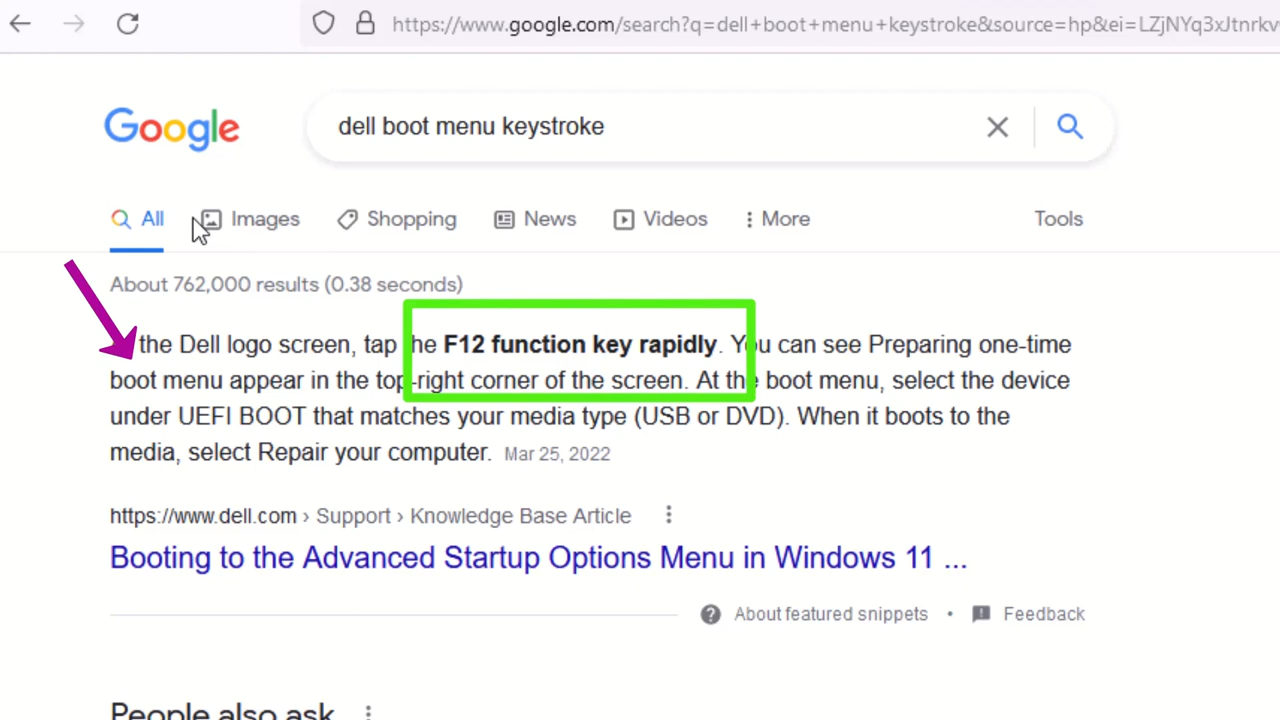 https://www.google.com/search?q=dell+boot+menu+keystroke&source=hp&ei=LZjNYq3xJtnrkv
Google
dell boot menu keystroke
All Images Shopping News Videos More Tools
About 762,000 results (0.38 seconds)
the Dell logo screen, tap the F12 function key rapidly. You can see Preparing one-time
boot menu appear in the top-right corner of the screen. At the boot menu, select the device
under UEFI BOOT that matches your media type (USB or DVD). When it boots to the
media, select Repair your computer. Mar 25, 2022
https://www.dell.com › Support › Knowledge Base Article
Booting to the Advanced Startup Options Menu in Windows 11 ...
About featured snippets • Feedback
People also ask